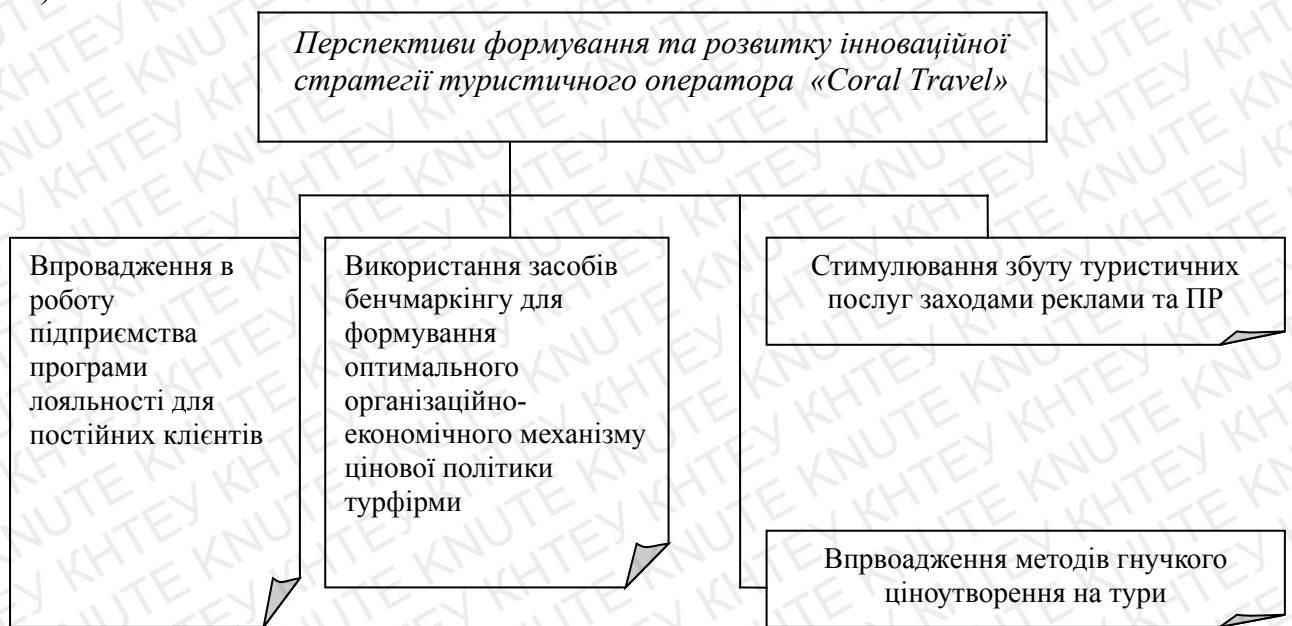 )
Перспективи формування та розвитку інноваційної
стратегії туристичного оператора «Coral Travel»
Впровадження в
роботу
підприємства
програми
лояльності для
постійних клієнтів
Використання засобів
бенчмаркінгу для
формування
оптимального
організаційно-
економічного механізму
цінової політики
турфірми
Стимулювання збуту туристичних
послуг заходами реклами та ПР
Впрвоадження методів гнучкого
ціноутворення на тури